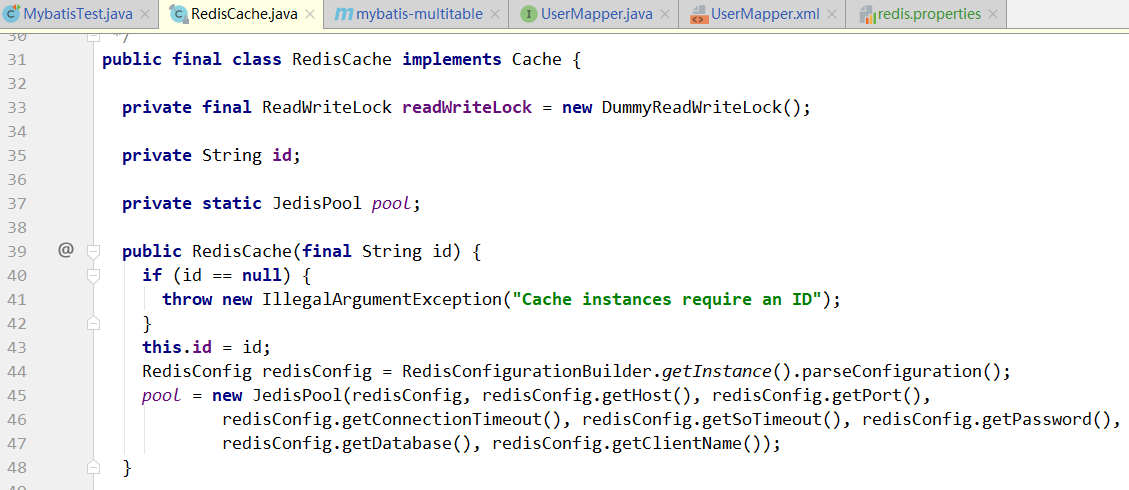 MybatisTest.java × RedisCache.java × mybatis-multitable × UserMapper.java × UserMapper.xml × redis.properties ×
30 */
31 public final class RedisCache implements Cache {
32
33 private final ReadWriteLock readWriteLock = new DummyReadWriteLock();
34
35 private String id;
36
37 private static JedisPool pool;
38
39 @ public RedisCache(final String id) {
40 if (id == null) {
41 throw new IllegalArgumentException("Cache instances require an ID");
42 }
43 this.id = id;
44 RedisConfig redisConfig = RedisConfigurationBuilder.getInstance().parseConfiguration();
45 pool = new JedisPool(redisConfig, redisConfig.getHost(), redisConfig.getPort(),
46 redisConfig.getConnectionTimeout(), redisConfig.getSoTimeout(), redisConfig.getPassword(),
47 redisConfig.getDatabase(), redisConfig.getClientName());
48 }